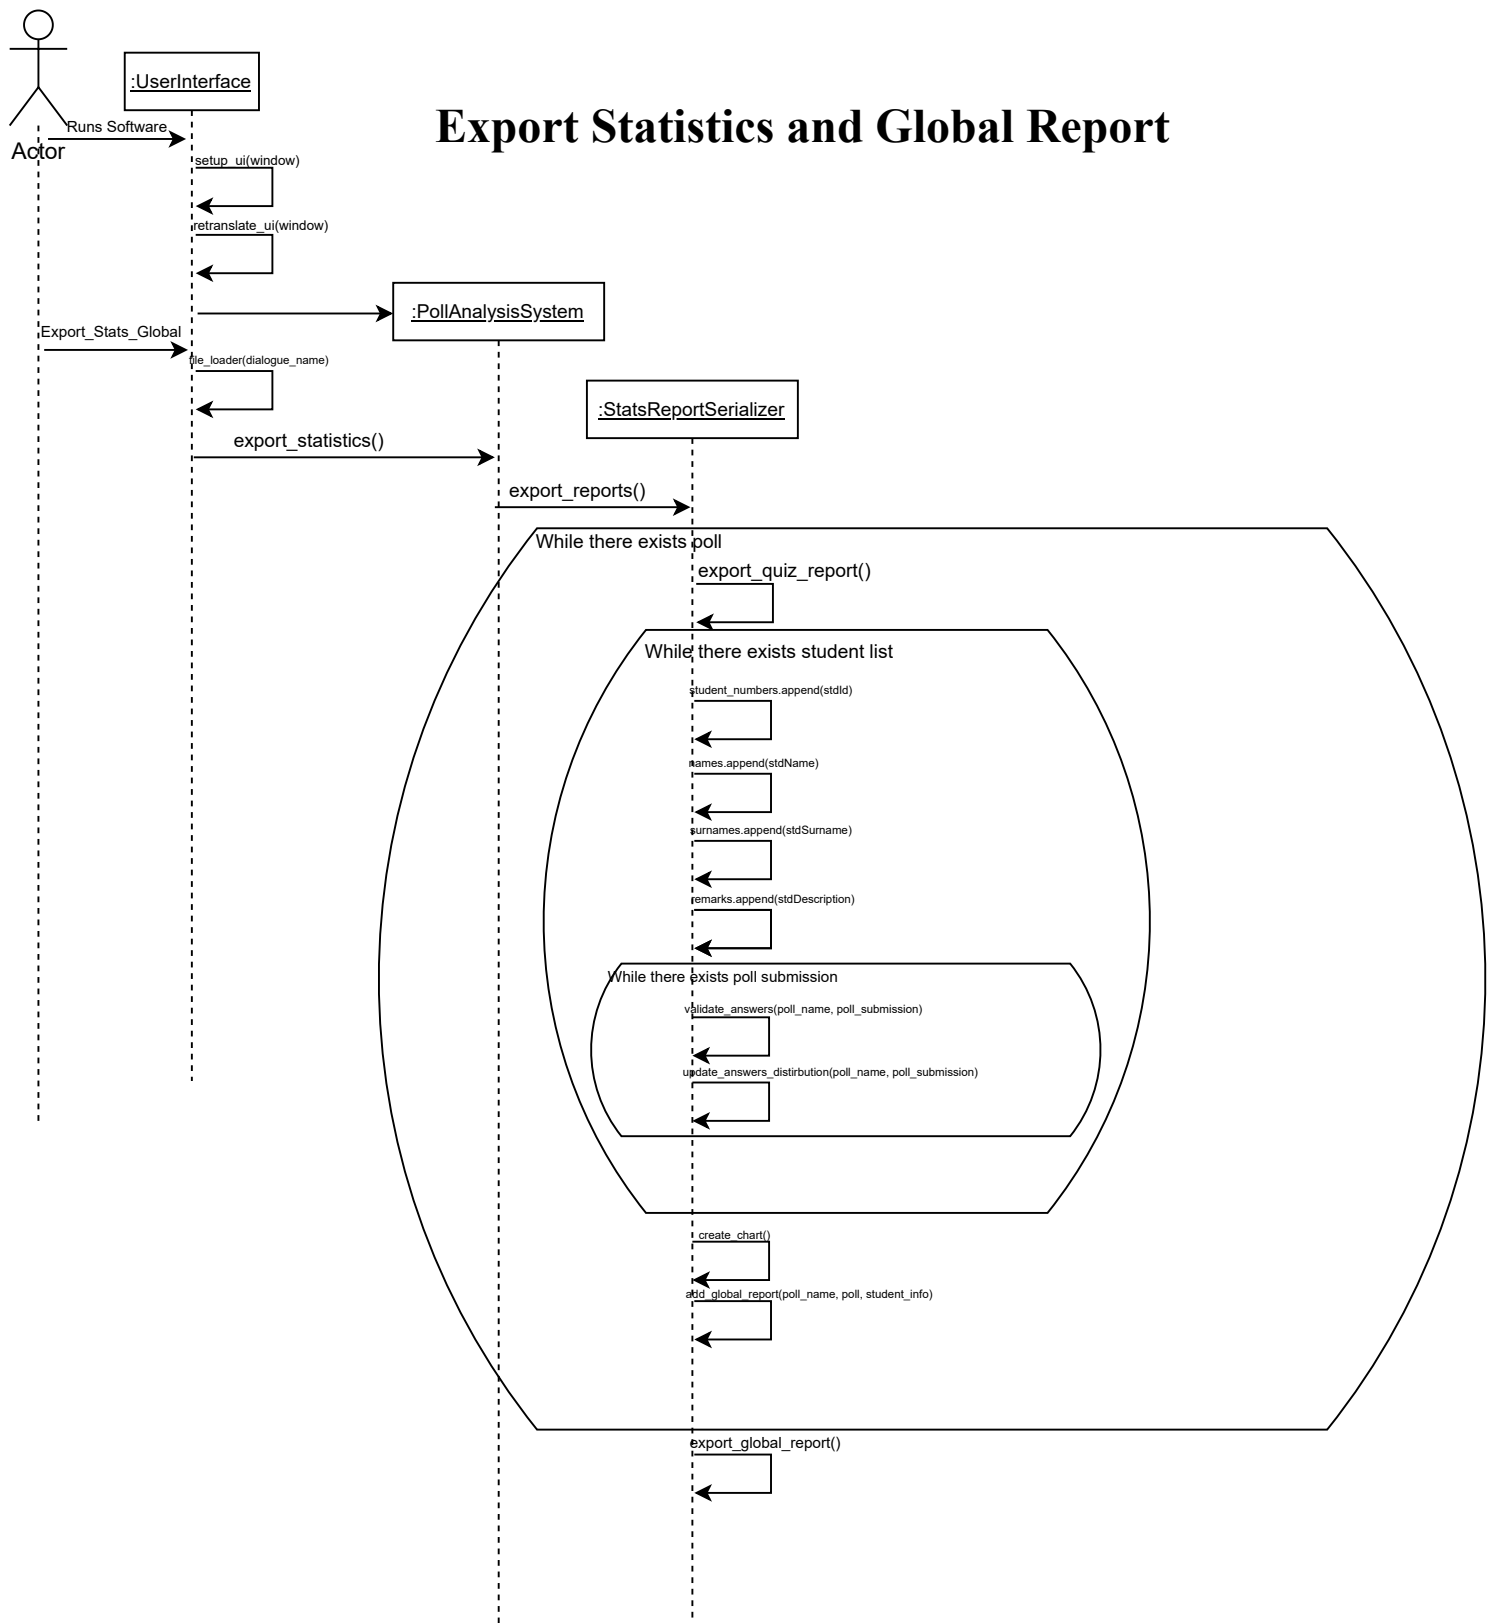 :UserInterface
Export Statistics and Global Report
Runs Software
Actor
setup_ui(window)
retranslate_ui(window)
:PollAnalysisSystem
Export_Stats_Global
file_loader(dialogue_name)
:StatsReportSerializer
export_statistics()
export_reports()
While there exists poll
export_quiz_report()
While there exists student list
student_numbers.append(stdId)
names.append(stdName)
surnames.append(stdSurname)
remarks.append(stdDescription)
While there exists poll submission
validate_answers(poll_name, poll_submission)
update_answers_distirbution(poll_name, poll_submission)
create_chart()
add_global_report(poll_name, poll, student_info)
export_global_report()